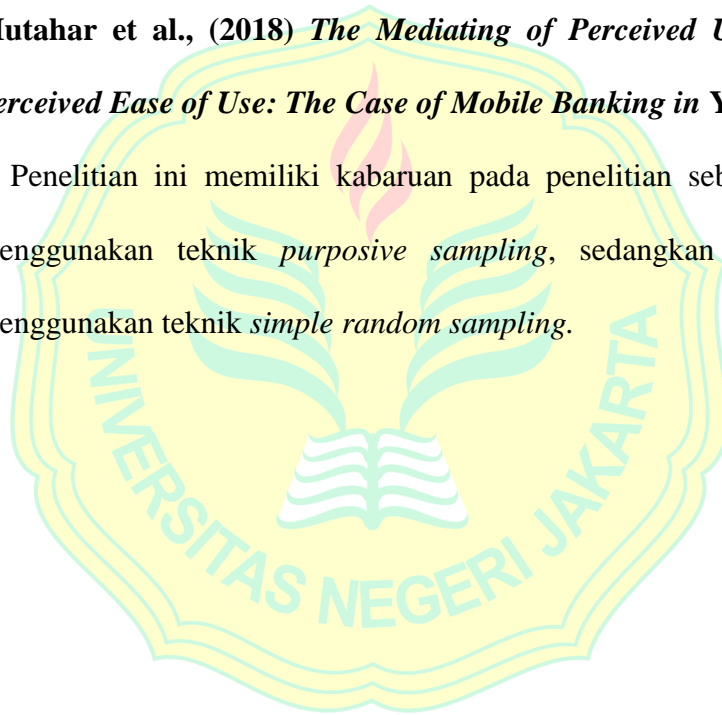 Mutahar et al., (2018) The Mediating of Perceived
Perceived Ease of Use: The Case of Mobile Banking in
Penelitian ini memiliki kabaruan pada penelitian
menggunakan teknik purposive sampling, sedangkan
menggunakan teknik simple random sampling.
UNIVERSITAS NEGERI JAKARTA